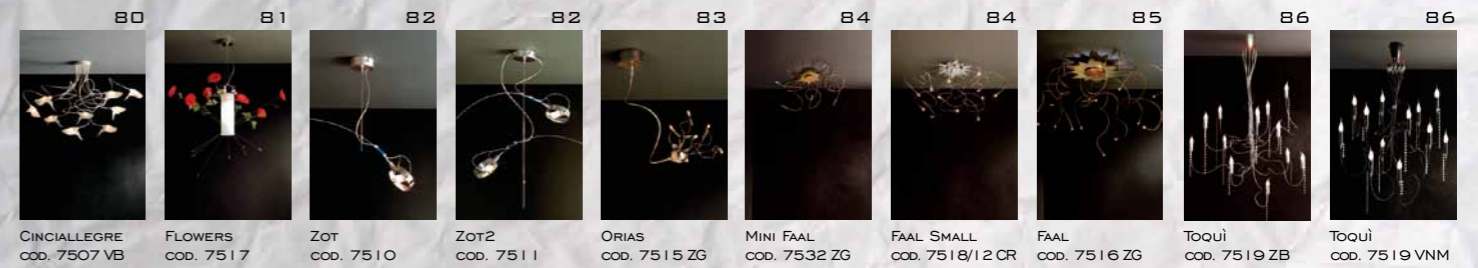 80
81
82
82
83
84
84
85
86
86
Cinciallegre
cod. 7507 VB
Flowers
cod. 7517
Zot
cod. 7510
Zot2
cod. 7511
Orias
cod. 7515 ZG
Mini Faal
cod. 7532 ZG
Faal Small
cod. 7518/12 CR
Faal
cod. 7516 ZG
Toquì
cod. 7519 ZB
Toquì
cod. 7519 VNM